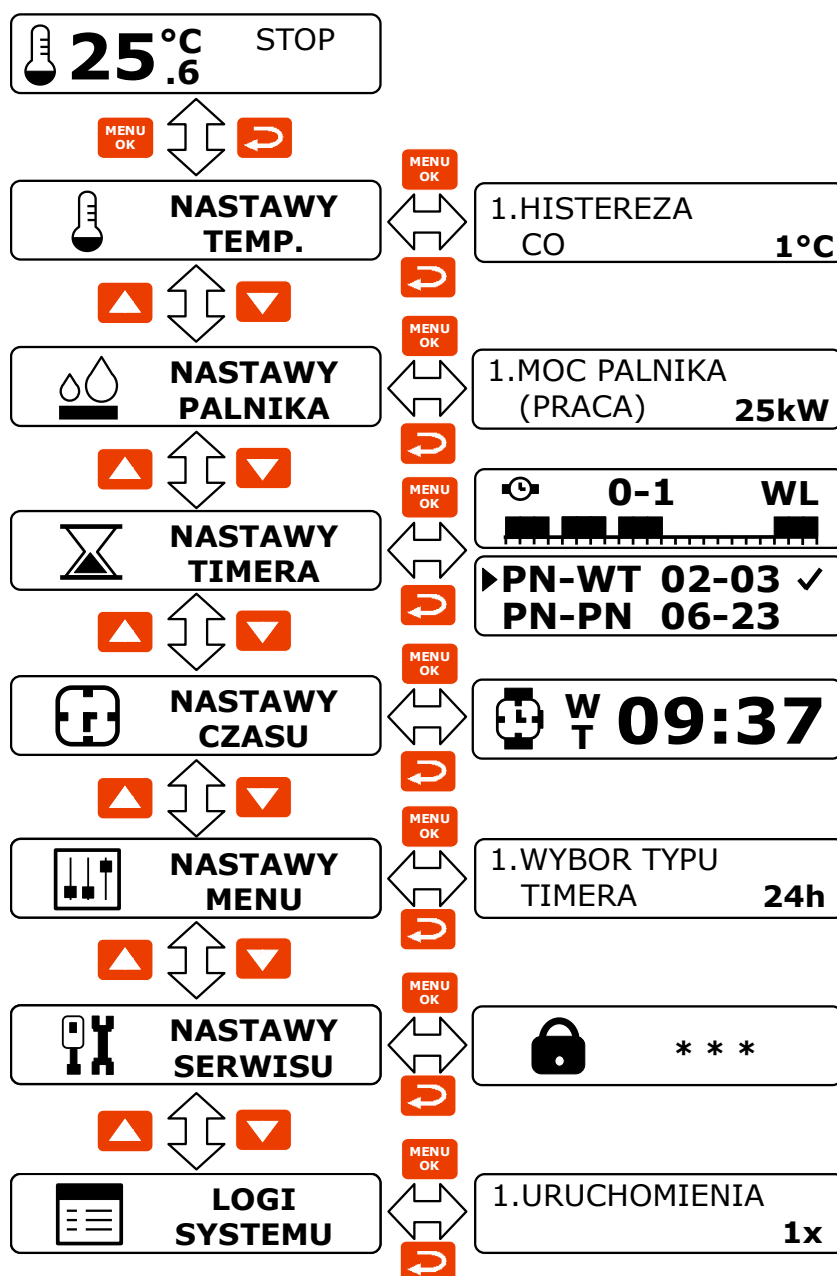 25 °C .6 STOP
MENU
OK
NASTAWY
TEMP.
MENU
OK
1.HISTEREZA
CO 1°C
NASTAWY
PALNIKA
MENU
OK
1.MOC PALNIKA
(PRACA) 25kW
NASTAWY
TIMERA
MENU
OK
0-1 WL
PN-WT 02-03 ✓
PN-PN 06-23
NASTAWY
CZASU
MENU
OK
WT 09:37
NASTAWY
MENU
MENU
OK
1.WYBOR TYPU
TIMERA 24h
NASTAWY
SERWISU
MENU
OK
* * *
LOGI
SYSTEMU
MENU
OK
1.URUCHOMIENIA
1x